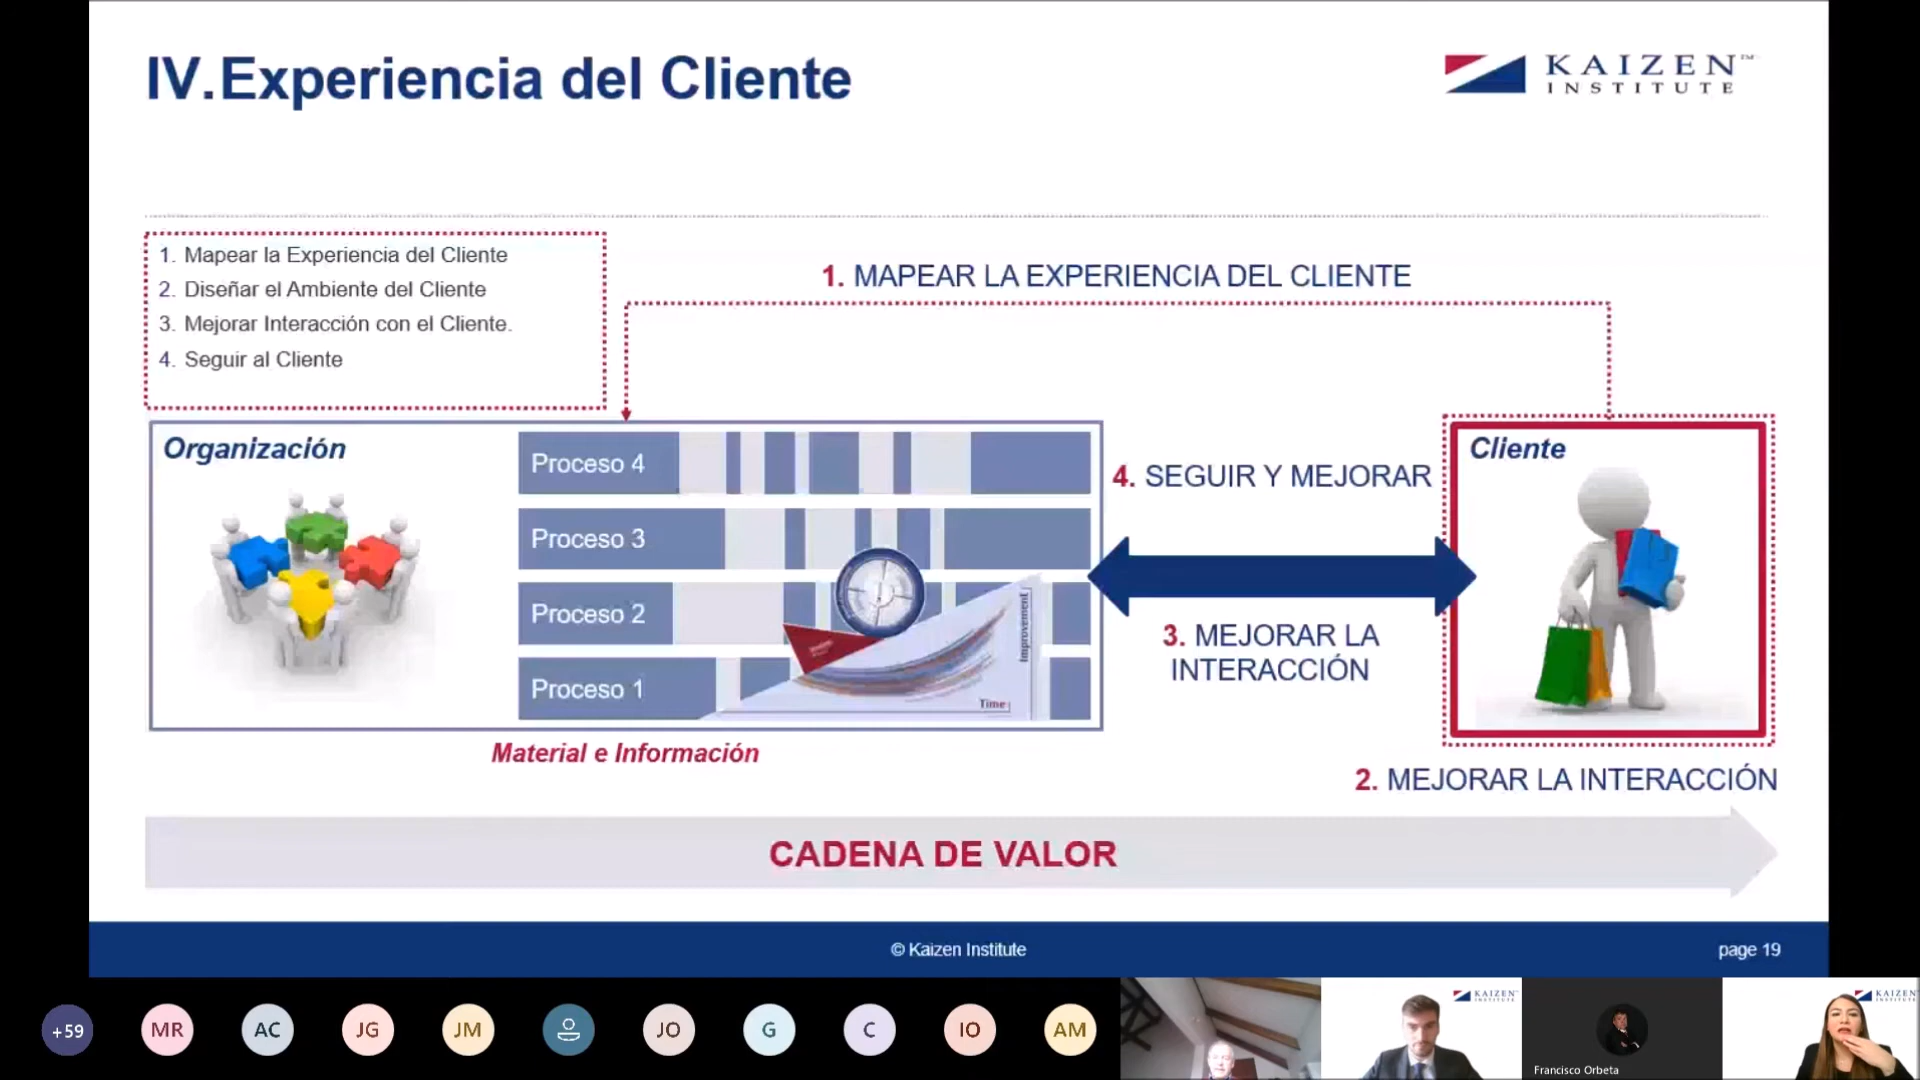 IV.Experiencia del Cliente
KAIZEN™
INSTITUTE
1. Mapear la Experiencia del Cliente
2. Diseñar el Ambiente del Cliente
3. Mejorar Interacción con el Cliente.
4. Seguir al Cliente
1. MAPEAR LA EXPERIENCIA DEL CLIENTE
Organización
Proceso 4
Proceso 3
Proceso 2
Proceso 1
Improvement
Time
4. SEGUIR Y MEJORAR
3. MEJORAR LA
INTERACCIÓN
Cliente
Material e Información
2. MEJORAR LA INTERACCIÓN
CADENA DE VALOR
© Kaizen Institute
page 19
+59
MR
AC
JG
JM
JO
G
C
IO
AM
KAIZEN
INSTITUTE
Francisco Orbeta
KAIZEN
INSTITUTE